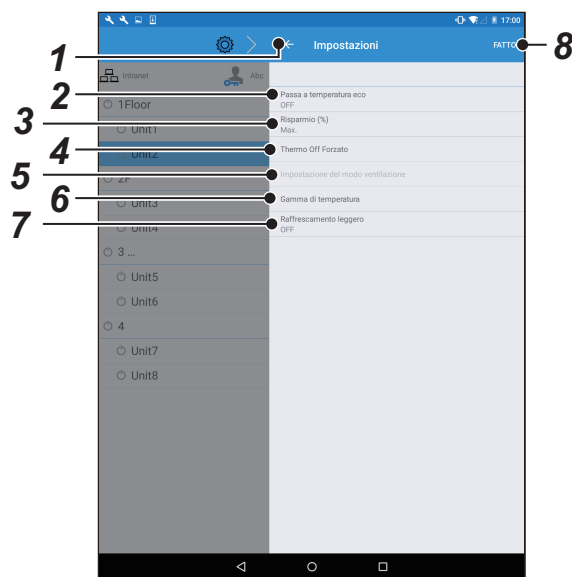 17:00
Impostazioni
FATTO
8
1
Intranet
Abc
2
Passa a temperatura eco
OFF
1Floor
3
Risparmio (%)
Max.
Unit1
4
Thermo Off Forzato
Unit2
5
Impostazione del modo ventilazione
2F
6
Gamma di temperatura
Unit3
7
Raffrescamento leggero
OFF
Unit4
3 ...
Unit5
Unit6
4
Unit7
Unit8